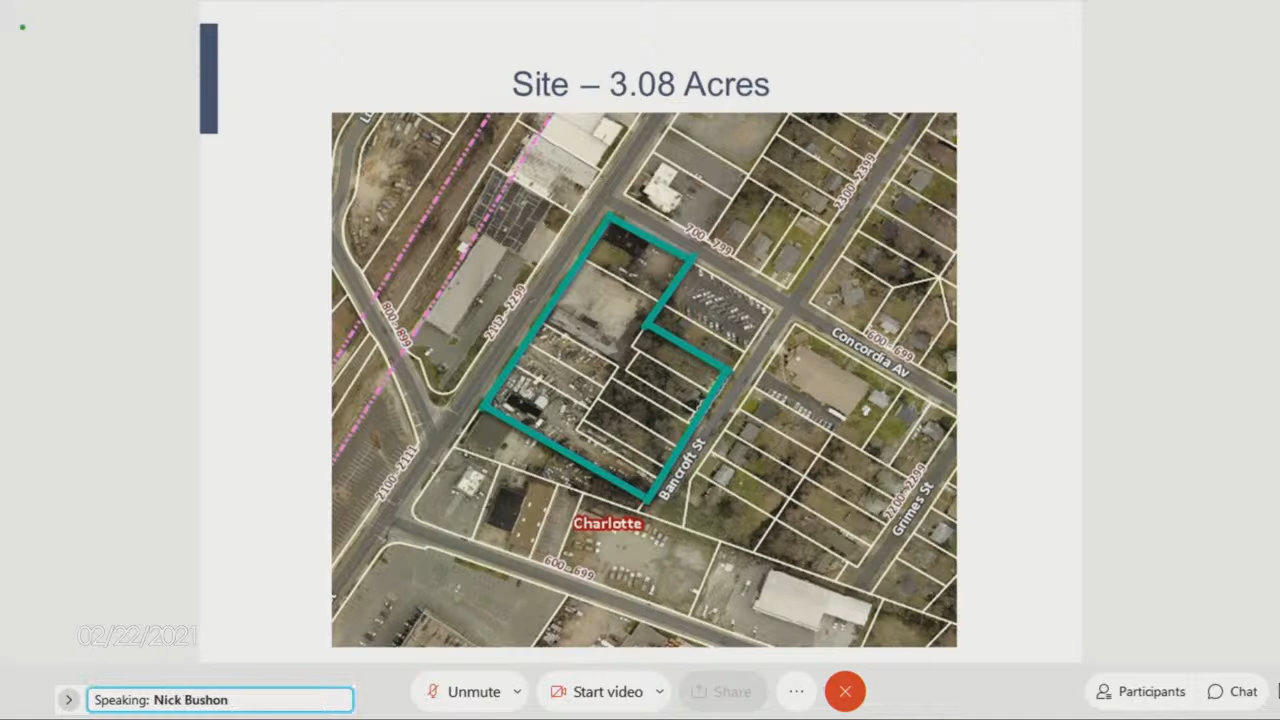 Site – 3.08 Acres
2300 - 2399
700 - 799
800 - 899
2112 - 2299
600 - 699
Concordia Av
Bancroft St
2100 - 2111
2200 - 2299
Grimes St
Charlotte
600 - 699
02/22/2021
Speaking: Nick Bushon
Unmute
Start video
Share
Participants
Chat